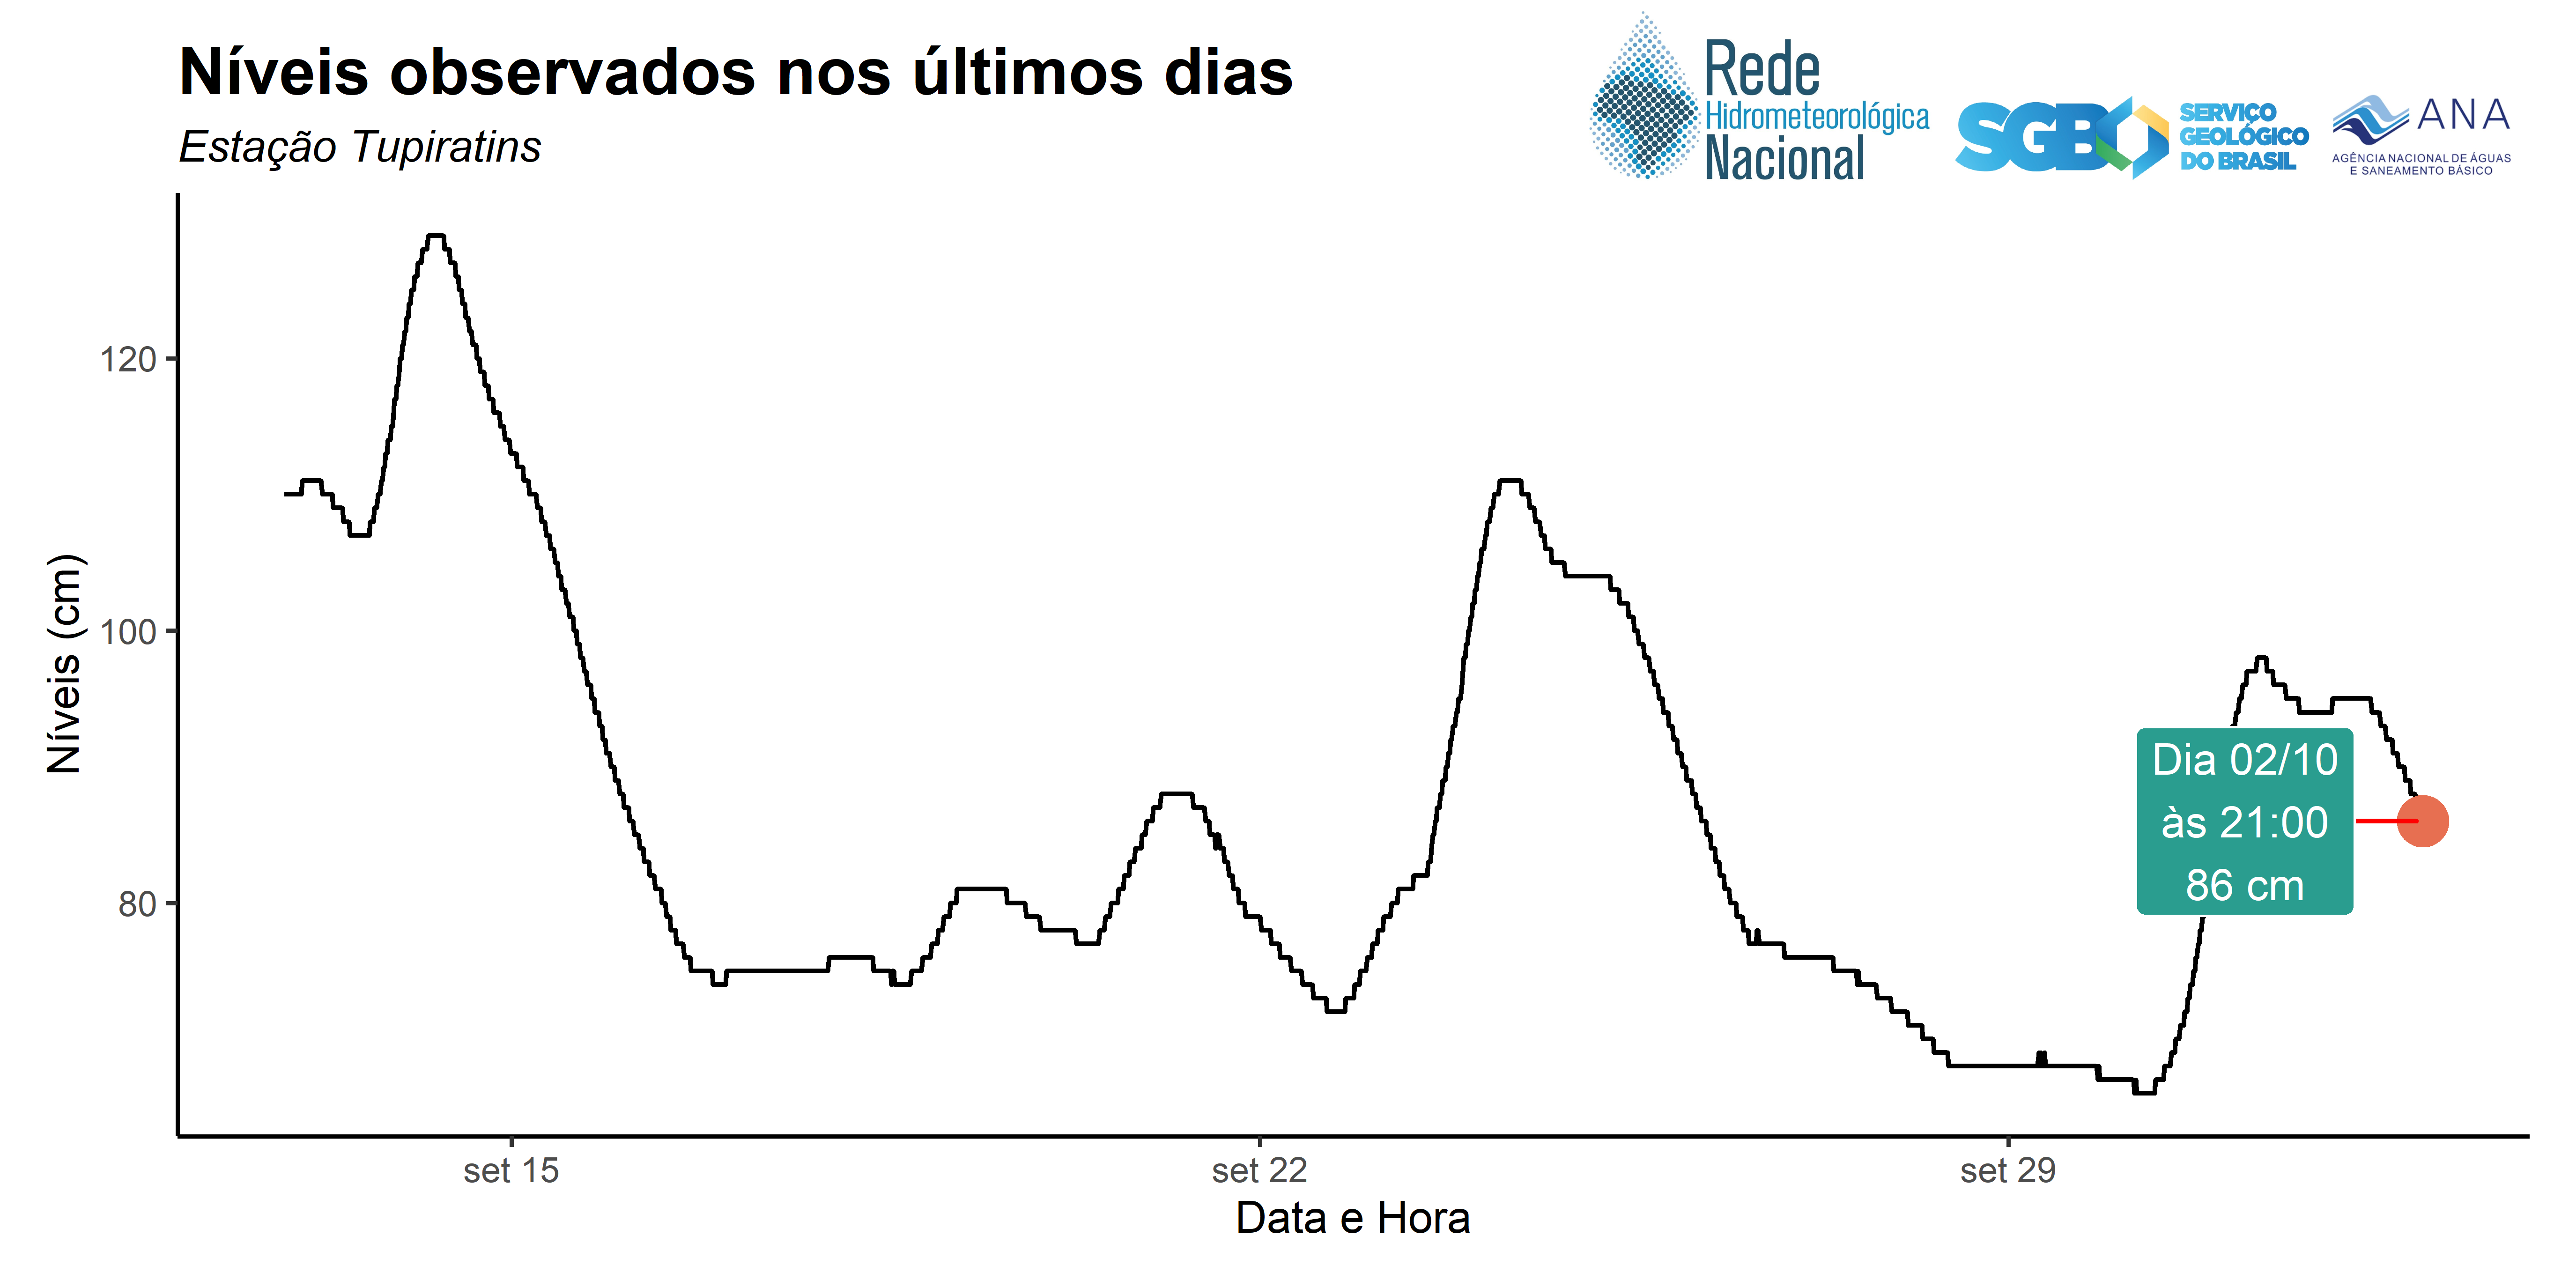 Níveis observados nos últimos dias
Estação Tupiratins
Rede
Hidrometeorológica
Nacional
SGB
SERVIÇO
GEOLÓGICO
DO BRASIL
ANA
AGÊNCIA NACIONAL DE ÁGUAS
E SANEAMENTO BÁSICO
Níveis (cm)
120
100
80
Dia 02/10
às 21:00
86 cm
set 15
set 22
set 29
Data e Hora